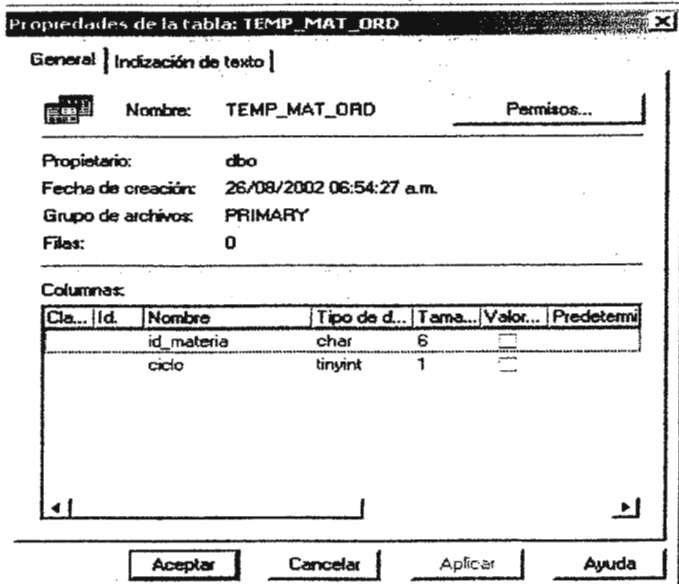 Propiedades de la tabla: TEMP_MAT_ORD
General Indización de texto
Nombre: TEMP_MAT_ORD Permisos...
Propietario: dbo
Fecha de creación: 26/08/2002 06:54:27 a.m.
Grupo de archivos: PRIMARY
Filas: 0
Columnas:
Cla... Id. Nombre Tipo de d... Tama... Valor... Predetermi
id_materia char 6
ciclo tinyint 1
Aceptar Cancelar Aplicar Ayuda